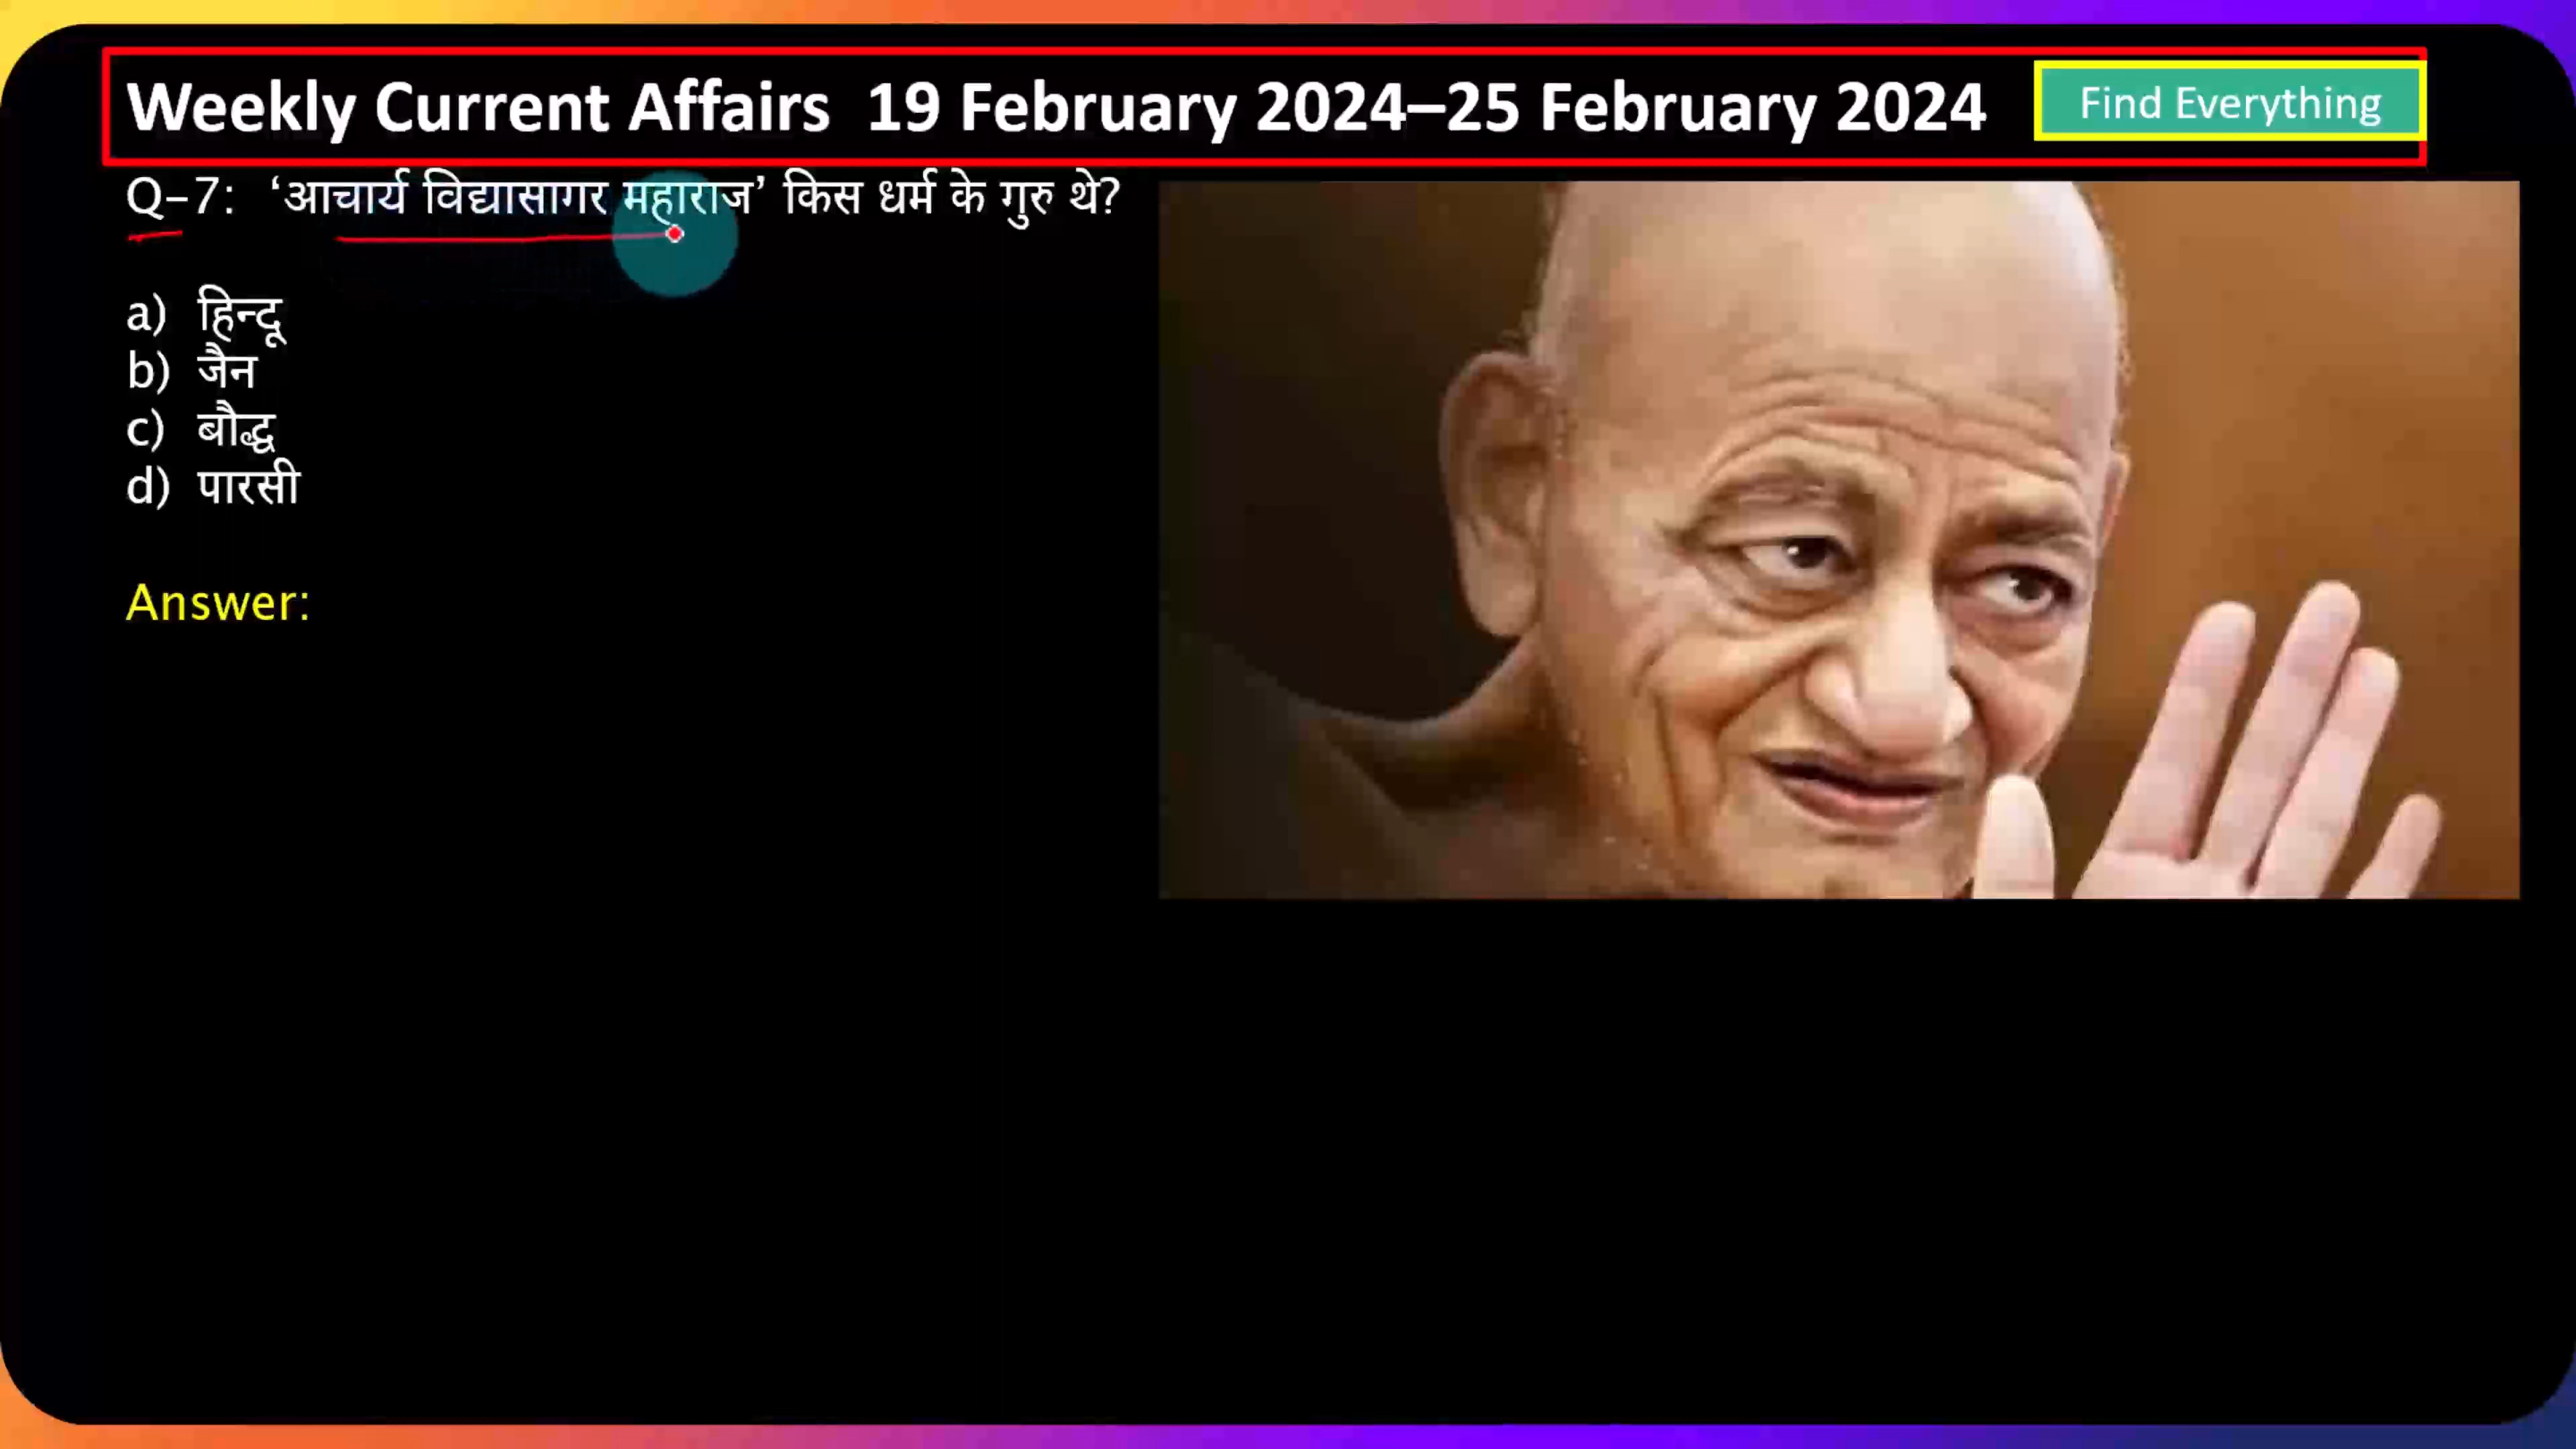 Weekly Current Affairs 19 February 2024–25 February 2024
Find Everything
Q-7: ‘आचार्य विद्यासागर महाराज’ किस धर्म के गुरु थे?
a) हिन्दू
b) जैन
c) बौद्ध
d) पारसी
Answer: